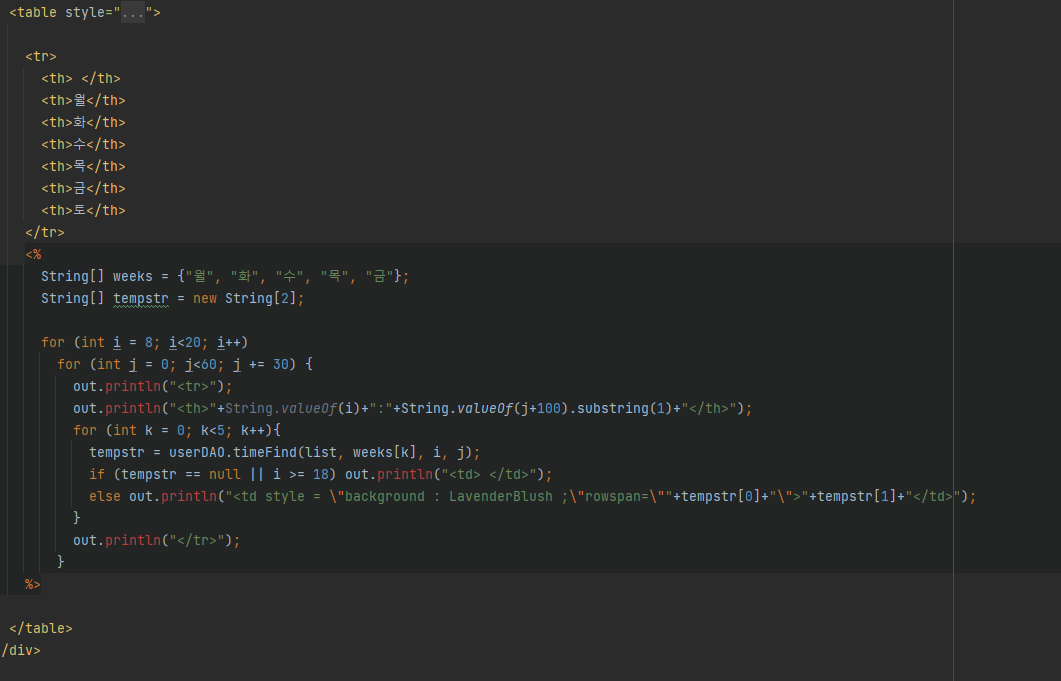 <table style="...">
<tr>
<th> </th>
<th>월</th>
<th>화</th>
<th>수</th>
<th>목</th>
<th>금</th>
<th>토</th>
</tr>
<%
String[] weeks = {"월", "화", "수", "목", "금"};
String[] tempstr = new String[2];
for (int i = 8; i<20; i++)
for (int j = 0; j<60; j += 30) {
out.println("<tr>");
out.println("<th>"+String.valueOf(i)+":"+String.valueOf(j+100).substring(1)+"</th>");
for (int k = 0; k<5; k++){
tempstr = userDAO.timeFind(list, weeks[k], i, j);
if (tempstr == null || i >= 18) out.println("<td> </td>");
else out.println("<td style = \"background : LavenderBlush ;\"rowspan=\""+tempstr[0]+"\">"+tempstr[1]+"</td>");
}
out.println("</tr>");
}
%>
</table>
/div>